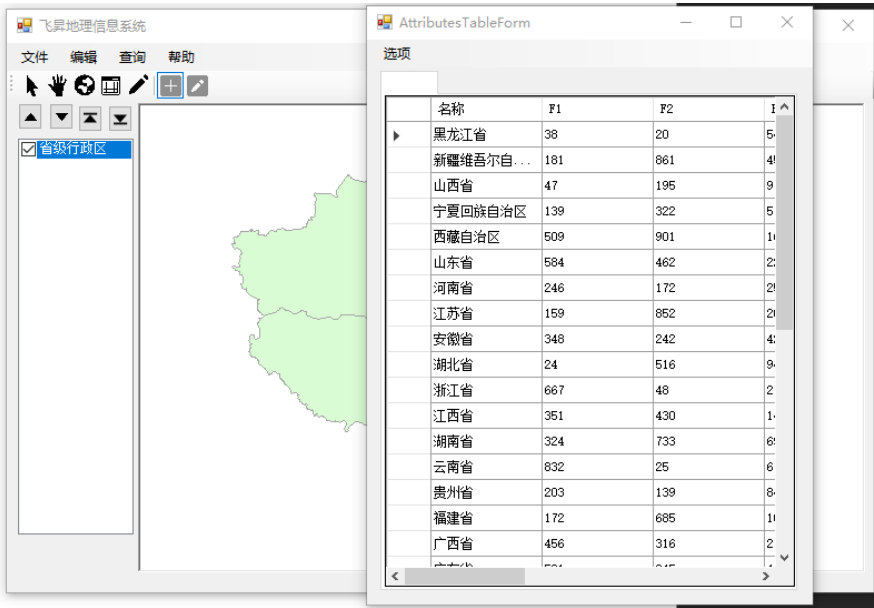 飞昇地理信息系统
文件 编辑 查询 帮助
省级行政区
AttributesTableForm
选项
名称 F1 F2
黑龙江省 38 20
新疆维吾尔自... 181 861
山西省 47 195 9
宁夏回族自治区 139 322 5
西藏自治区 509 901
山东省 584 462
河南省 246 172
江苏省 159 852
安徽省 348 242
湖北省 24 516
浙江省 667 48 2
江西省 351 430
湖南省 324 733
云南省 832 25 6
贵州省 203 139
福建省 172 685
广西省 456 316 2